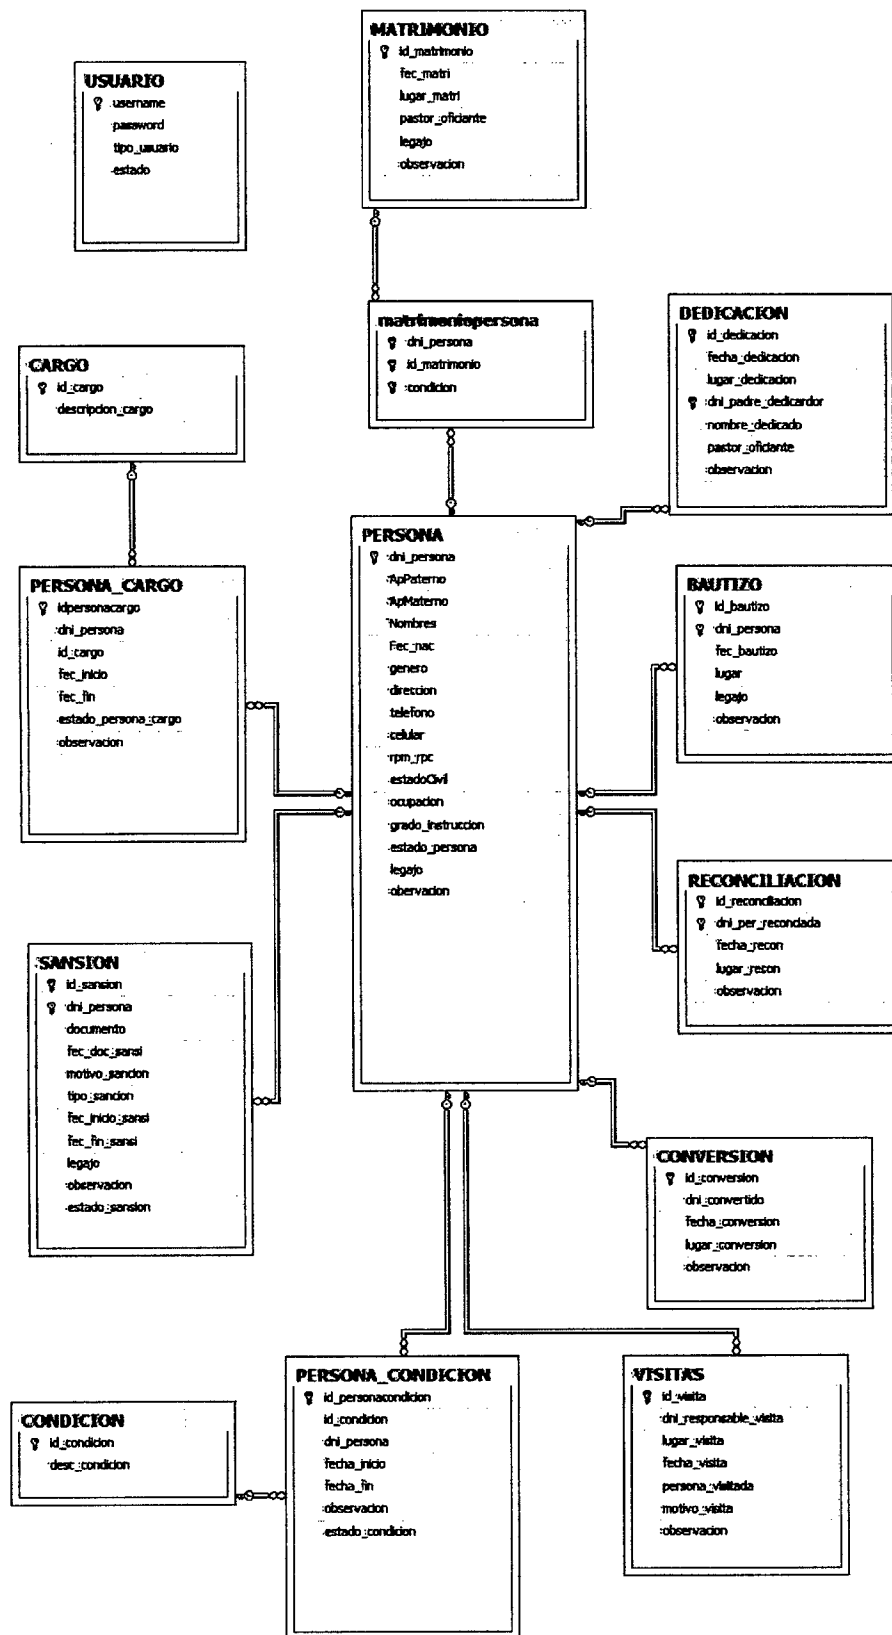 MATRIMONIO
id_matrimonio
fec_matri
lugar_matri
pastor_oficiante
legajo
observacion
USUARIO
username
password
tipo_usuario
estado
matrimoniopersona
dni_persona
id_matrimonio
condicion
DEDICACION
id_dedicacion
fecha_dedicacion
lugar_dedicacion
dni_padre_dedicardor
nombre_dedicado
pastor_oficiante
observacion
CARGO
id_cargo
descripcion_cargo
PERSONA
dni_persona
ApPaterno
ApMaterno
Nombres
Fec_nac
genero
direccion
telefono
celular
rpm_rpc
estadoCivil
ocupacion
grado_instruccion
estado_persona
legajo
obervacion
PERSONA_CARGO
idpersonacargo
dni_persona
id_cargo
fec_inicio
fec_fin
estado_persona_cargo
observacion
BAUTIZO
id_bautizo
dni_persona
fec_bautizo
lugar
legajo
observacion
RECONCILIACION
id_reconciliacion
dni_per_recondada
fecha_recon
lugar_recon
observacion
SANSION
id_sansion
dni_persona
documento
fec_doc_sansi
motivo_sancion
tipo_sancion
fec_inicio_sansi
fec_fin_sansi
legajo
observacion
estado_sansion
CONVERSION
id_conversion
dni_convertido
fecha_conversion
lugar_conversion
observacion
PERSONA_CONDICION
id_personacondicion
id_condicion
dni_persona
fecha_inicio
fecha_fin
observacion
estado_condicion
VISITAS
id_visita
dni_responsable_visita
lugar_visita
fecha_visita
persona_visitada
motivo_visita
observacion
CONDICION
id_condicion
desc_condicion